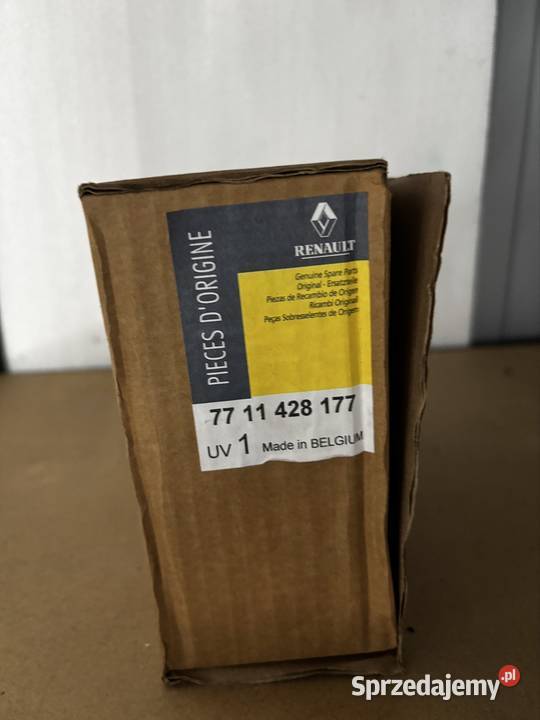 PIECES D'ORIGINE
RENAULT
Genuine Spare Parts
Original - Ersatzteile
Piezas de Recambio de Origen
Ricambi Originali
Peças Sobresselentes de Origem
77 11 428 177
UV 1 Made in BELGIUM
Sprzedajemy.pl